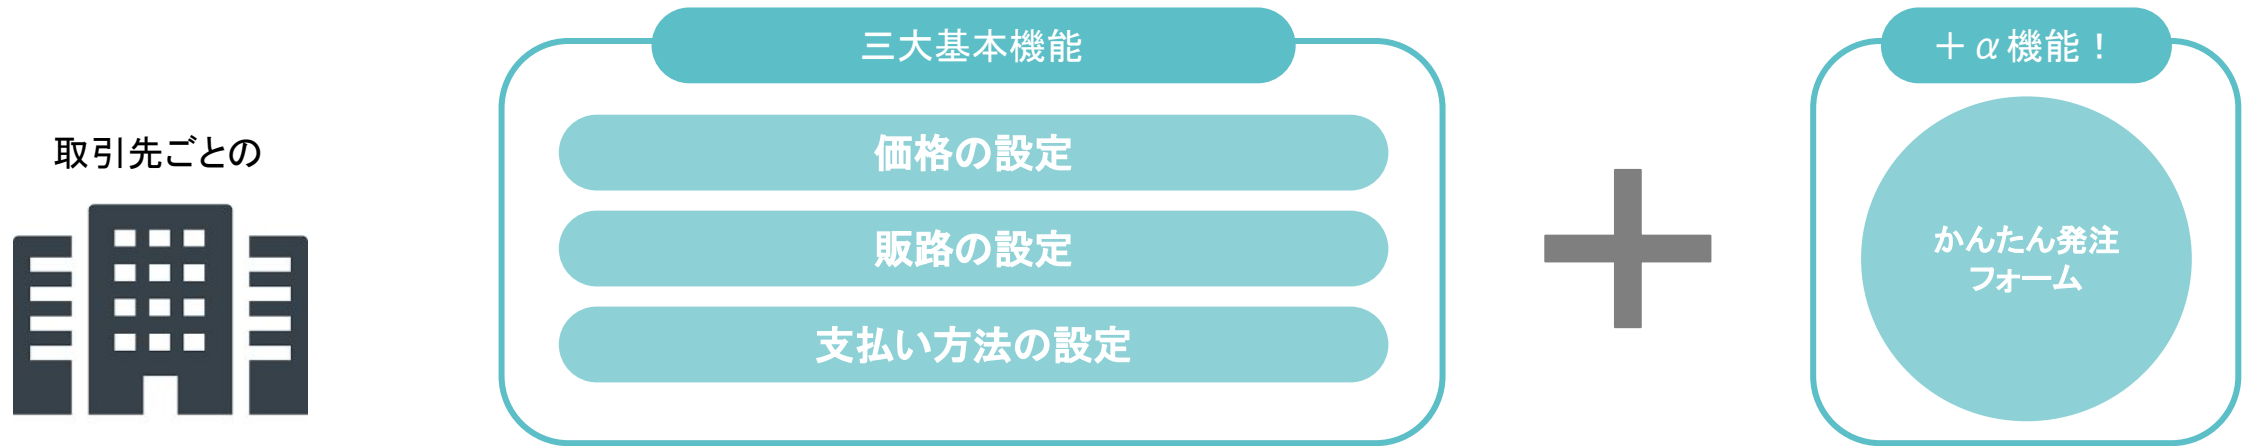 取引先ごとの
三大基本機能
価格の設定
販路の設定
支払い方法の設定
＋α機能！
かんたん発注
フォーム